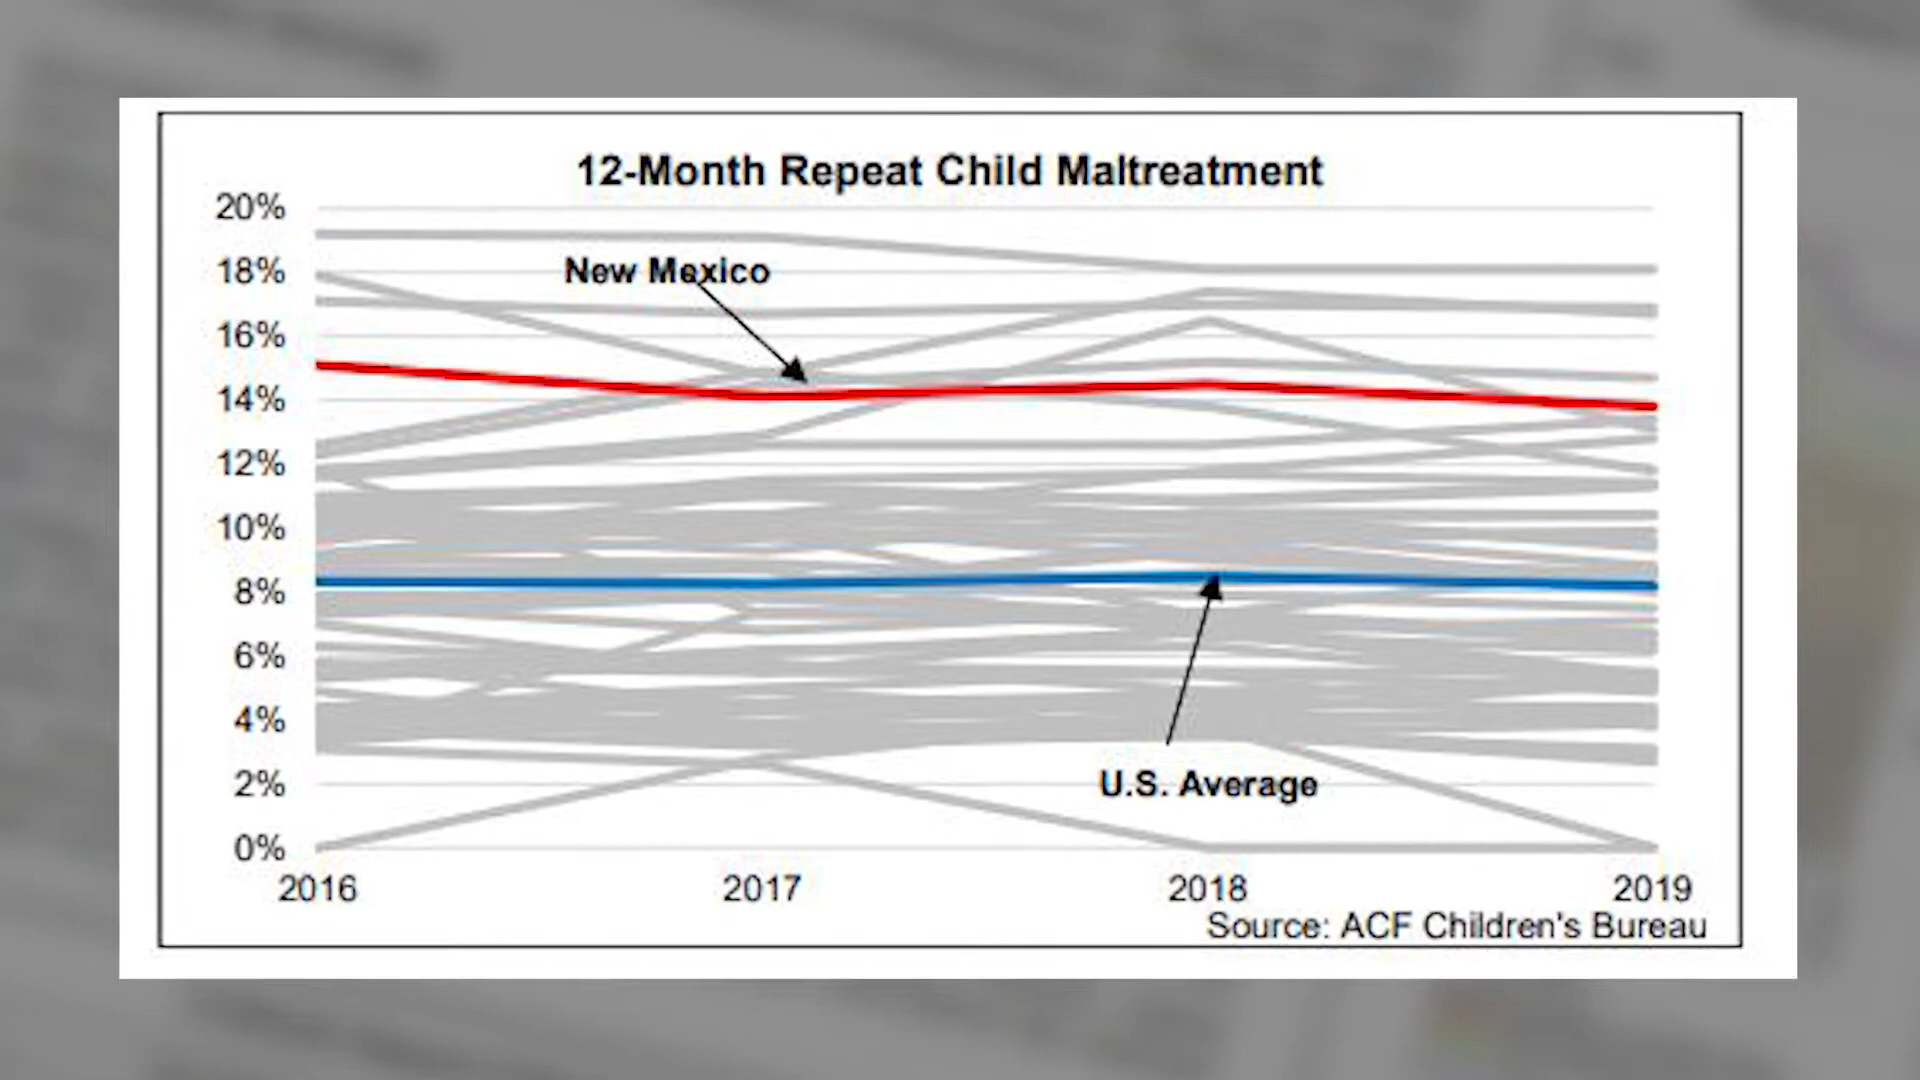 12-Month Repeat Child Maltreatment
20%
18%
16%
14%
12%
10%
8%
6%
4%
2%
0%
New Mexico
U.S. Average
2016 2017 2018 2019
Source: ACF Children's Bureau